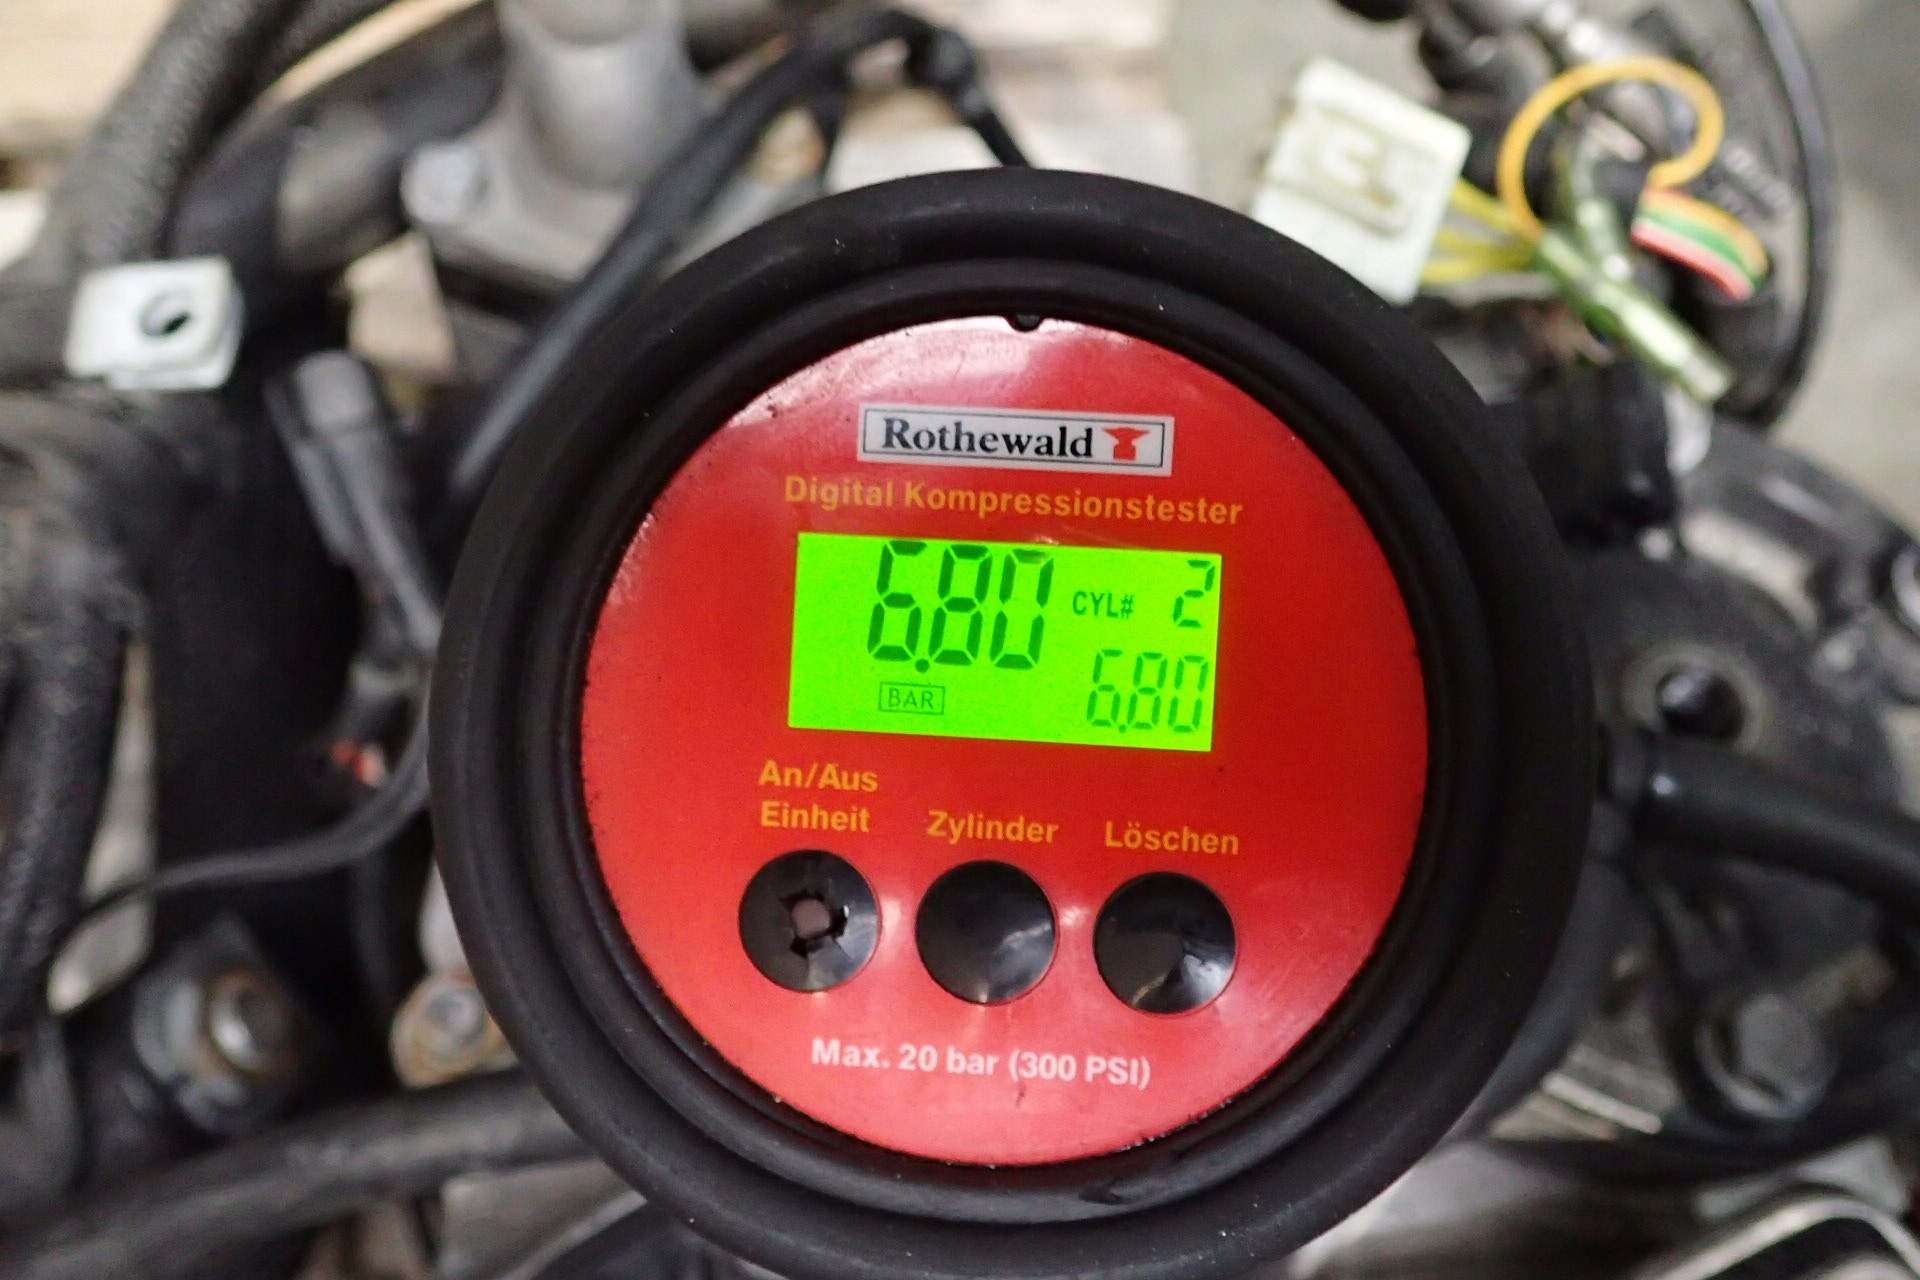 Rothewald
Digital Kompressionstester
6.80 CYL# 2
BAR 6.80
An/Aus
Einheit
Zylinder
Löschen
Max. 20 bar (300 PSI)